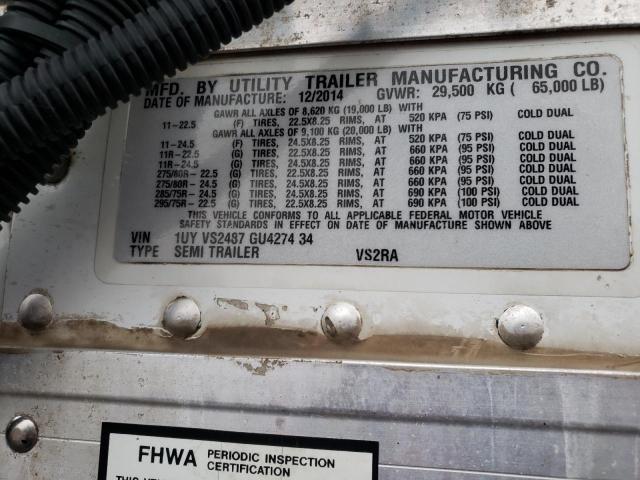 MFD. BY UTILITY TRAILER MANUFACTURING CO.
DATE OF MANUFACTURE: 12/2014 GVWR: 29,500 KG ( 65,000 LB)
GAWR ALL AXLES OF 8,620 KG (19,000 LB) WITH
11-22.5 (F) TIRES, 22.5X8.25 RIMS, AT 520 KPA (75 PSI) COLD DUAL
GAWR ALL AXLES OF 9,100 KG (20,000 LB) WITH
11-24.5 (F) TIRES, 24.5X8.25 RIMS, AT 520 KPA (75 PSI) COLD DUAL
11R-22.5 (G) TIRES, 22.5X8.25 RIMS, AT 660 KPA (95 PSI) COLD DUAL
11R-24.5 (G) TIRES, 24.5X8.25 RIMS, AT 660 KPA (95 PSI) COLD DUAL
275/80R-22.5 (G) TIRES, 22.5X8.25 RIMS, AT 660 KPA (95 PSI) COLD DUAL
275/80R-24.5 (G) TIRES, 24.5X8.25 RIMS, AT 660 KPA (95 PSI) COLD DUAL
285/75R-24.5 (G) TIRES, 24.5X8.25 RIMS, AT 690 KPA (100 PSI) COLD DUAL
295/75R-22.5 (G) TIRES, 22.5X8.25 RIMS, AT 690 KPA (100 PSI) COLD DUAL
THIS VEHICLE CONFORMS TO ALL APPLICABLE FEDERAL MOTOR VEHICLE
SAFETY STANDARDS IN EFFECT ON DATE OF MANUFACTURE SHOWN ABOVE
VIN 1UY VS2487 GU4274 34
TYPE SEMI TRAILER VS2RA
FHWA PERIODIC INSPECTION
CERTIFICATION